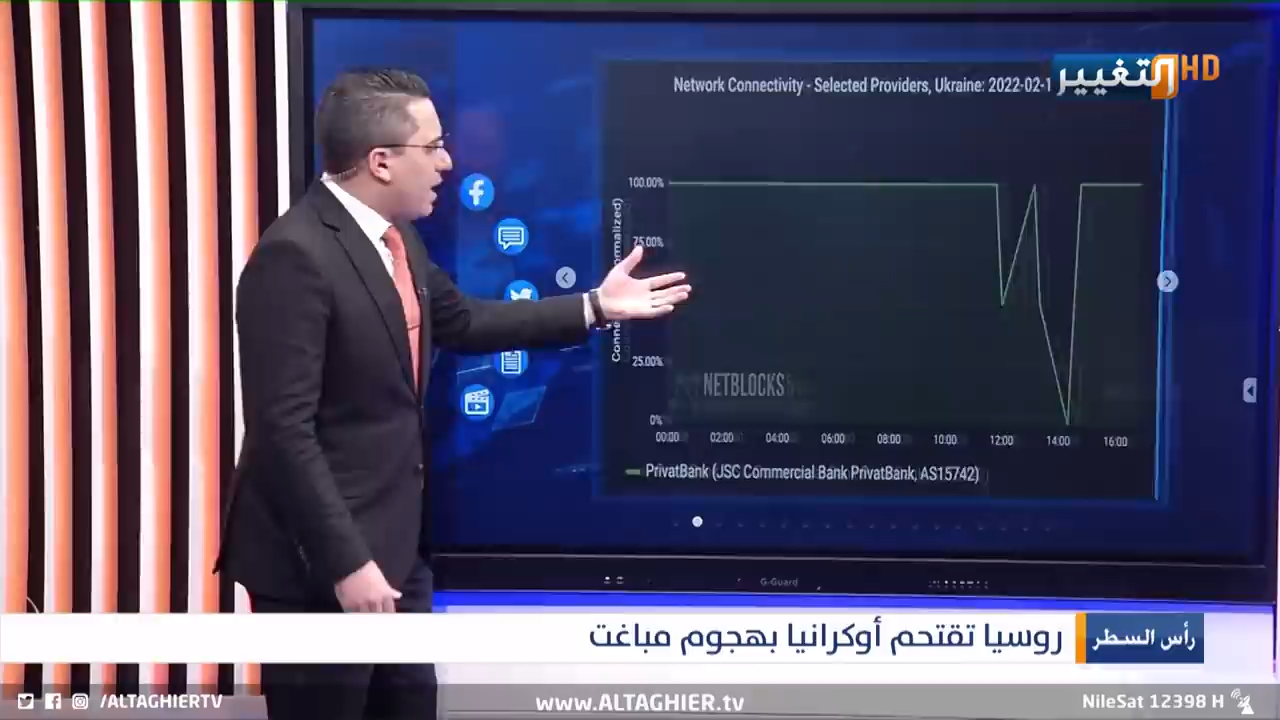 التغيير HD
Network Connectivity - Selected Providers, Ukraine: 2022-02-1
100.00%
75.00%
25.00%
0%
00:00 02:00 04:00 06:00 08:00 10:00 12:00 14:00 16:00
NETBLOCKS
PrivatBank (JSC Commercial Bank PrivatBank, AS15742)
G-Guard
رأس السطر
روسيا تقتحم أوكرانيا بهجوم مباغت
/ALTAGHIERTV
www.ALTAGHIER.tv
NileSat 12398 H